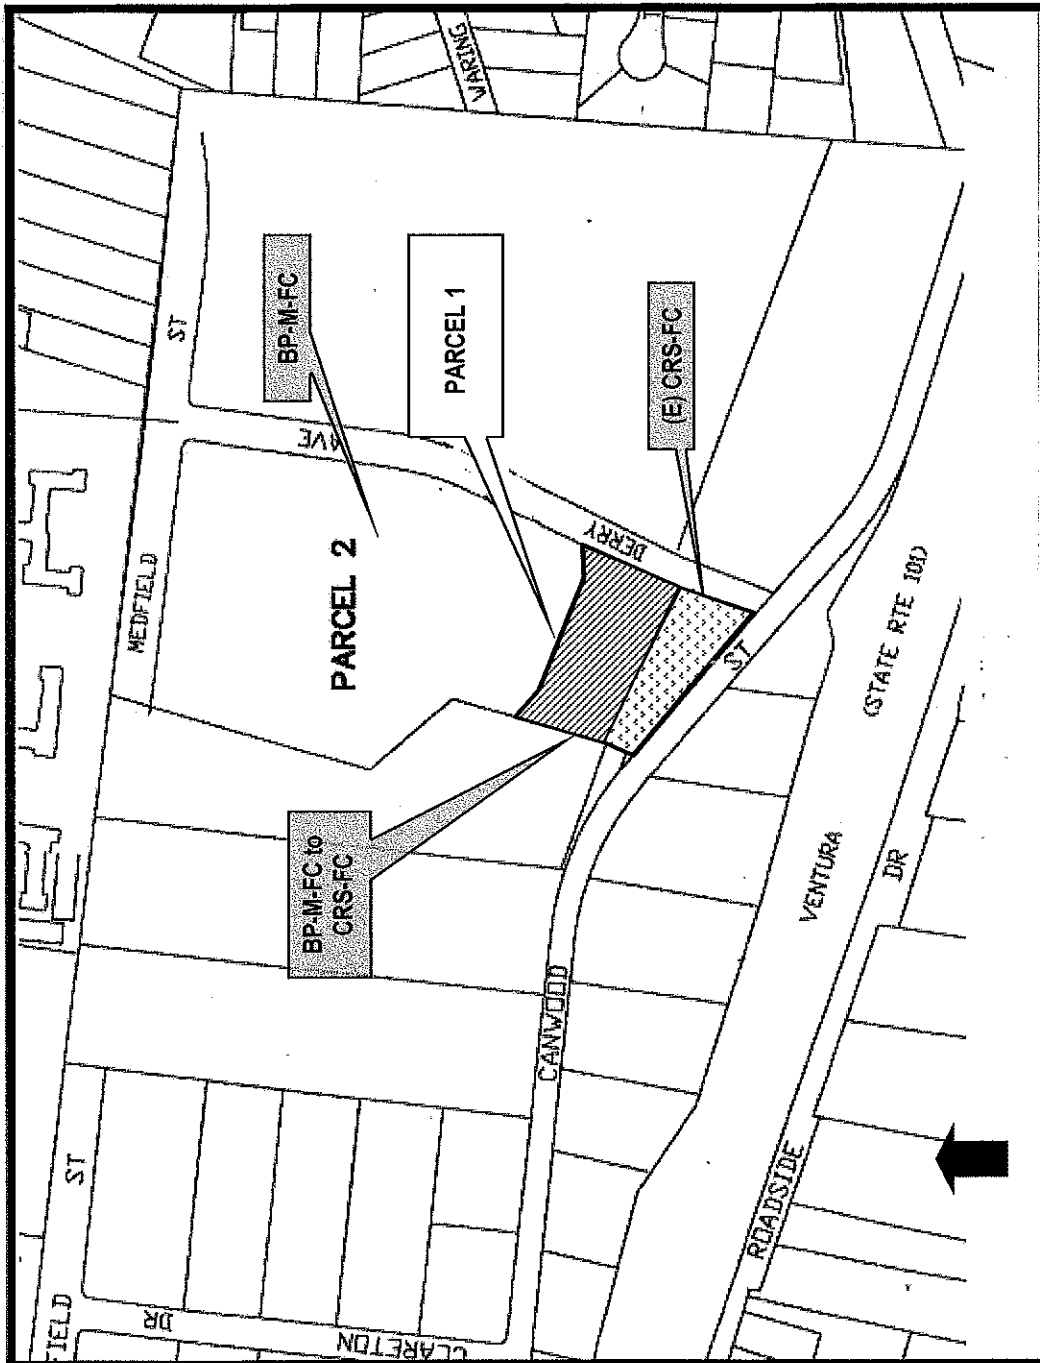 WARING
ST
BP-M-FC
AVE
PARCEL 1
(E) CRS-FC
MEDFIELD
PARCEL 2
DERRY
ST
(STATE RTE 101)
BP-M-FC to
CRS-FC
VENTURA
DR
CANWOOD
ST
ROADSIDE
FIELD
DR
CLARETON